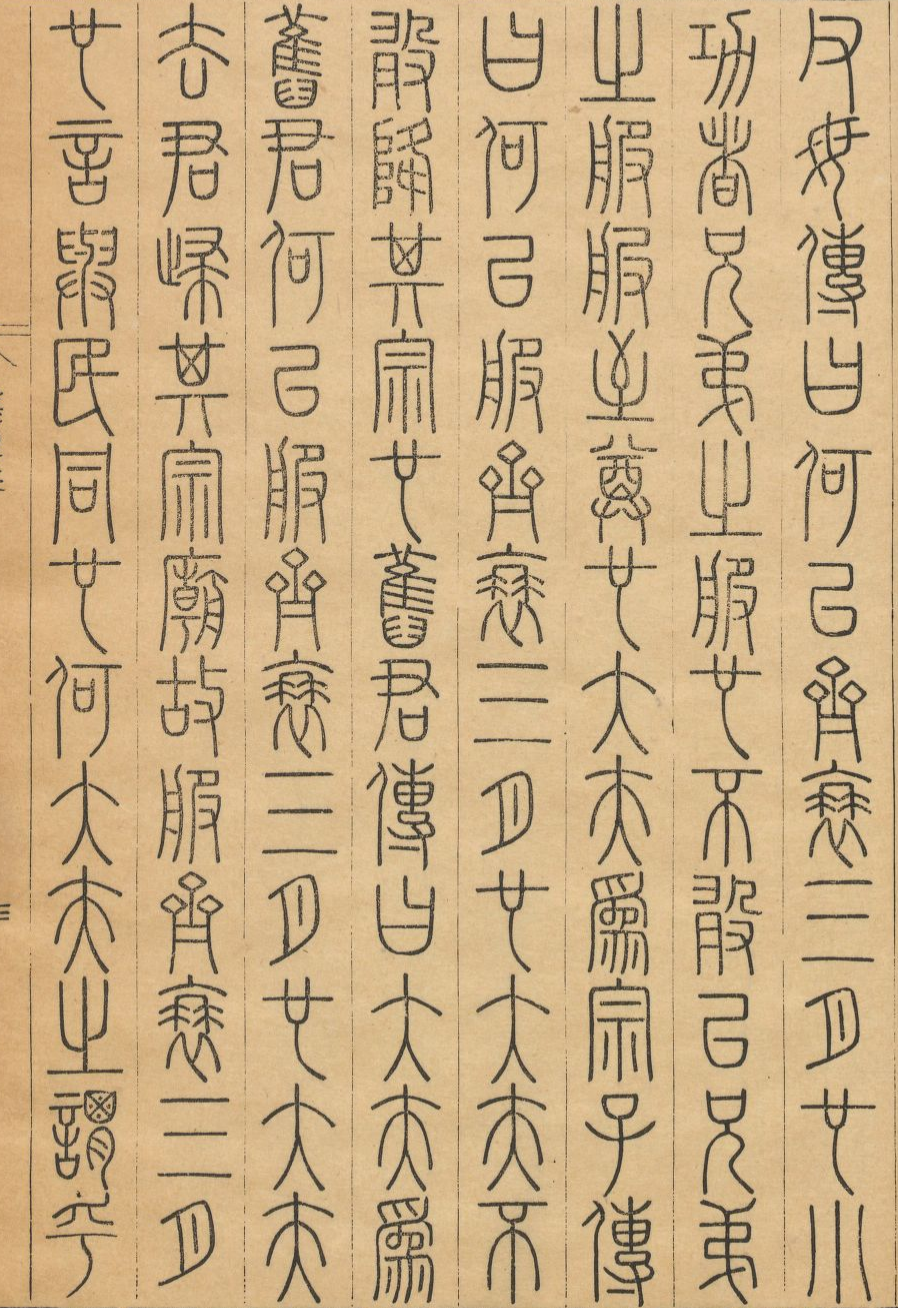 父母傳曰何以齊衰三月也小
功者兄弟之服也不敢以兄弟
之服服至尊也大夫爲宗子傳
曰何以服齊衰三月也大夫不
敢降其宗也舊君傳曰大夫爲
舊君何以服齊衰三月也大夫
去君埽其宗廟故服齊衰三月
也言與民同也何大夫之謂乎